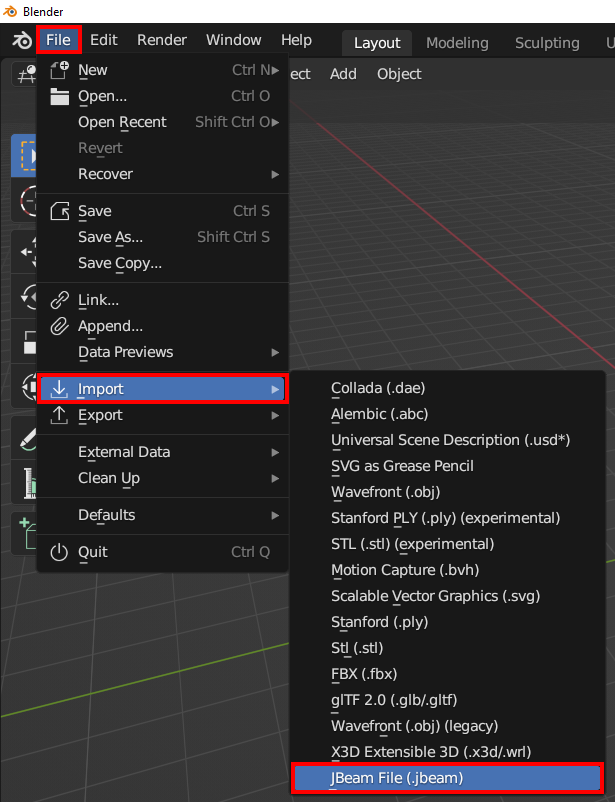 Blender
File Edit Render Window Help Layout Modeling Sculpting U
ect Add Object
New Ctrl N
Open... Ctrl O
Open Recent Shift Ctrl O
Revert
Recover
Save Ctrl S
Save As... Shift Ctrl S
Save Copy...
Link...
Append...
Data Previews
Import
Export
External Data
Clean Up
Defaults
Quit Ctrl Q
Collada (.dae)
Alembic (.abc)
Universal Scene Description (.usd*)
SVG as Grease Pencil
Wavefront (.obj)
Stanford PLY (.ply) (experimental)
STL (.stl) (experimental)
Motion Capture (.bvh)
Scalable Vector Graphics (.svg)
Stanford (.ply)
Stl (.stl)
FBX (.fbx)
glTF 2.0 (.glb/.gltf)
Wavefront (.obj) (legacy)
X3D Extensible 3D (.x3d/.wrl)
JBeam File (.jbeam)